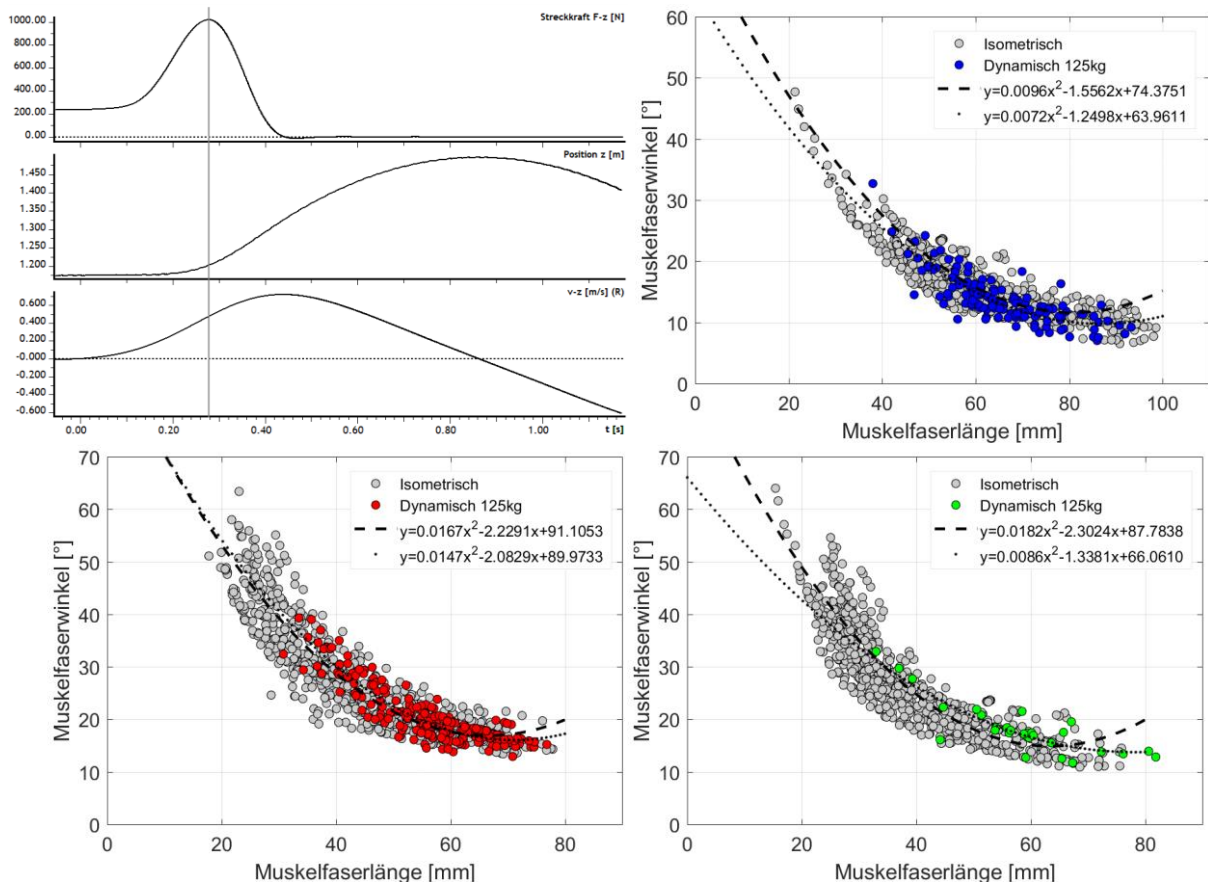 Streckkraft F-z [N]
1000.00
800.00
600.00
400.00
200.00
0.00
Position z [m]
1.450
1.400
1.350
1.300
1.250
1.200
v-z [m/s] (R)
0.600
0.400
0.200
-0.000
-0.200
-0.400
-0.600
0.00 0.20 0.40 0.60 0.80 1.00 t [s]
Muskelfaserwinkel [°]
60
50
40
30
20
10
0
Isometrisch
Dynamisch 125kg
y=0.0096x²-1.5562x+74.3751
y=0.0072x²-1.2498x+63.9611
0 20 40 60 80 100
Muskelfaserlänge [mm]
Muskelfaserwinkel [°]
70
60
50
40
30
20
10
0
Isometrisch
Dynamisch 125kg
y=0.0167x²-2.2291x+91.1053
y=0.0147x²-2.0829x+89.9733
0 20 40 60 80
Muskelfaserlänge [mm]
Muskelfaserwinkel [°]
70
60
50
40
30
20
10
0
Isometrisch
Dynamisch 125kg
y=0.0182x²-2.3024x+87.7838
y=0.0086x²-1.3381x+66.0610
0 20 40 60 80
Muskelfaserlänge [mm]